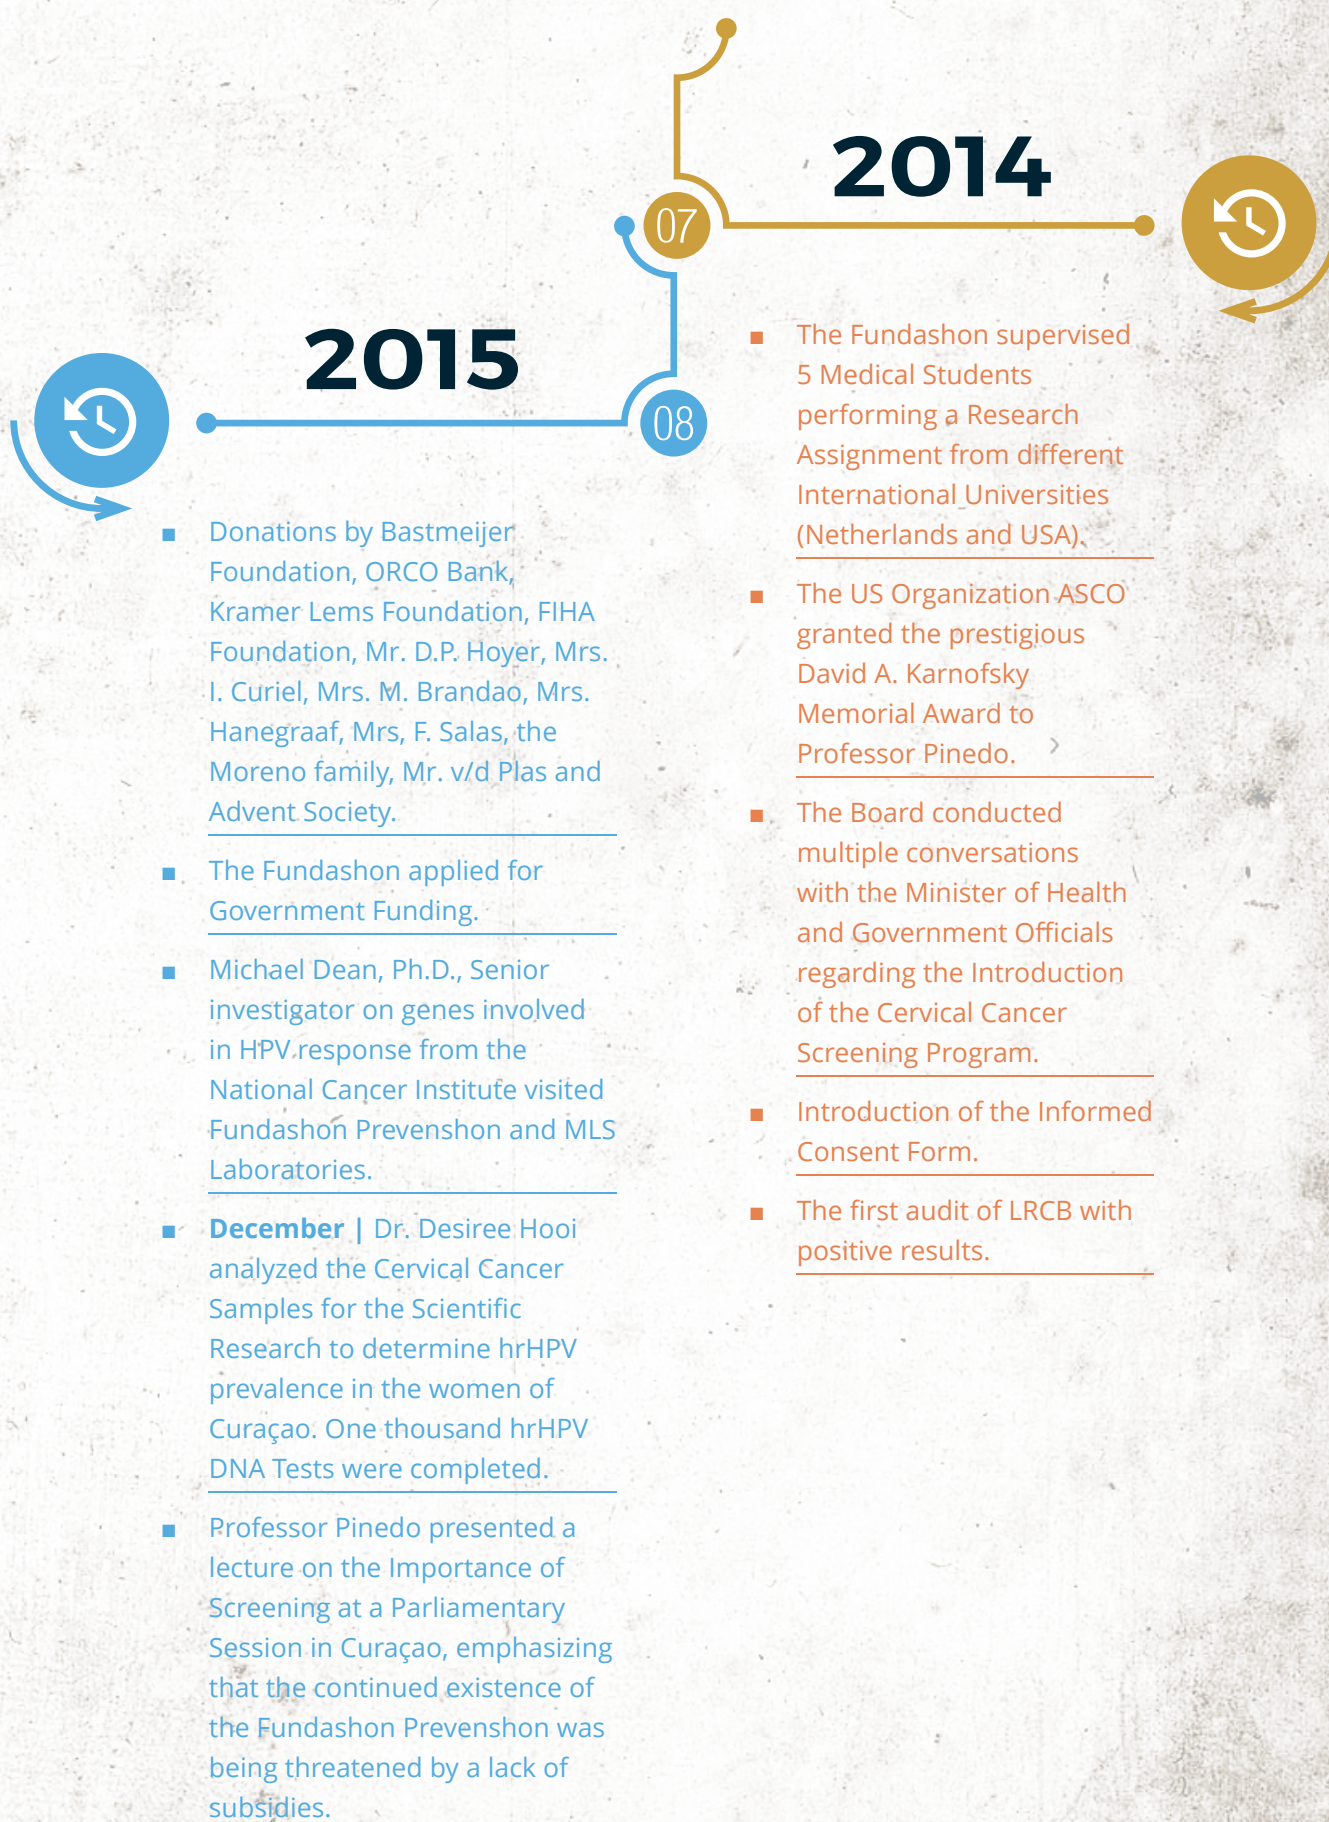 2014
07
The Fundashon supervised
5 Medical Students
performing a Research
Assignment from different
International Universities
(Netherlands and USA).
The US Organization ASCO
granted the prestigious
David A. Karnofsky
Memorial Award to
Professor Pinedo.
The Board conducted
multiple conversations
with the Minister of Health
and Government Officials
regarding the Introduction
of the Cervical Cancer
Screening Program.
Introduction of the Informed
Consent Form.
The first audit of LRCB with
positive results.
2015
08
Donations by Bastmeijer
Foundation, ORCO Bank,
Kramer Lems Foundation, FIHA
Foundation, Mr. D.P. Hoyer, Mrs.
I. Curiel, Mrs. M. Brandao, Mrs.
Hanegraaf, Mrs, F. Salas, the
Moreno family, Mr. v/d Plas and
Advent Society.
The Fundashon applied for
Government Funding.
Michael Dean, Ph.D., Senior
investigator on genes involved
in HPV response from the
National Cancer Institute visited
Fundashon Prevenshon and MLS
Laboratories.
December | Dr. Desiree Hooi
analyzed the Cervical Cancer
Samples for the Scientific
Research to determine hrHPV
prevalence in the women of
Curaçao. One thousand hrHPV
DNA Tests were completed.
Professor Pinedo presented a
lecture on the Importance of
Screening at a Parliamentary
Session in Curaçao, emphasizing
that the continued existence of
the Fundashon Prevenshon was
being threatened by a lack of
subsidies.